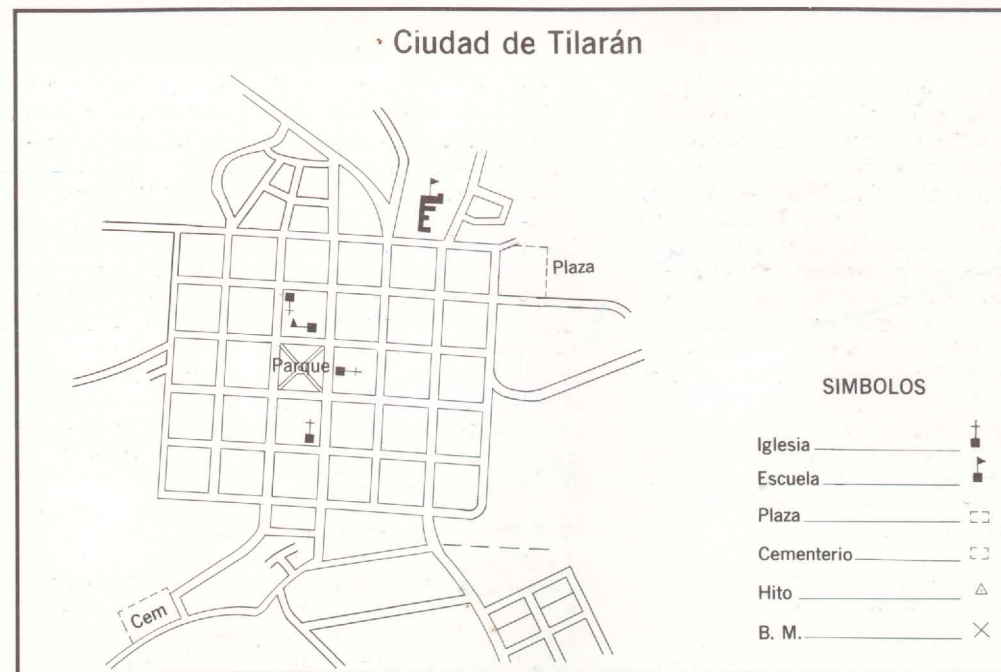 Ciudad de Tilarán
Plaza
Parque
Cem
SIMBOLOS
Iglesia
Escuela
Plaza
Cementerio
Hito
B. M.